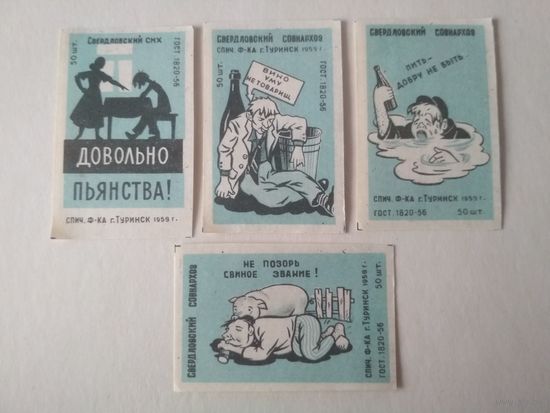 Свердловский СНХ
50 шт.
ГОСТ 1820-56
ДОВОЛЬНО
ПЬЯНСТВА!
СПИЧ. Ф-КА г. ТУРИНСК 1959 г.
СВЕРДЛОВСКИЙ СОВНАРХОЗ
СПИЧ. Ф-КА г. ТУРИНСК 1959 г.
50 шт.
ГОСТ 1820-56
ВИНО
УМУ
НЕ ТОВАРИЩ
СВЕРДЛОВСКИЙ СОВНАРХОЗ
ПИТЬ-
ДОБРУ НЕ БЫТЬ
СПИЧ. Ф-КА г. ТУРИНСК 1959 г.
ГОСТ. 1820-56 50 шт
СВЕРДЛОВСКИЙ СОВНАРХОЗ
НЕ ПОЗОРЬ
СВИНОЕ ЗВАНИЕ!
СПИЧ. Ф-КА г. ТУРИНСК 1959 г.
ГОСТ. 1820-56 50 шт.